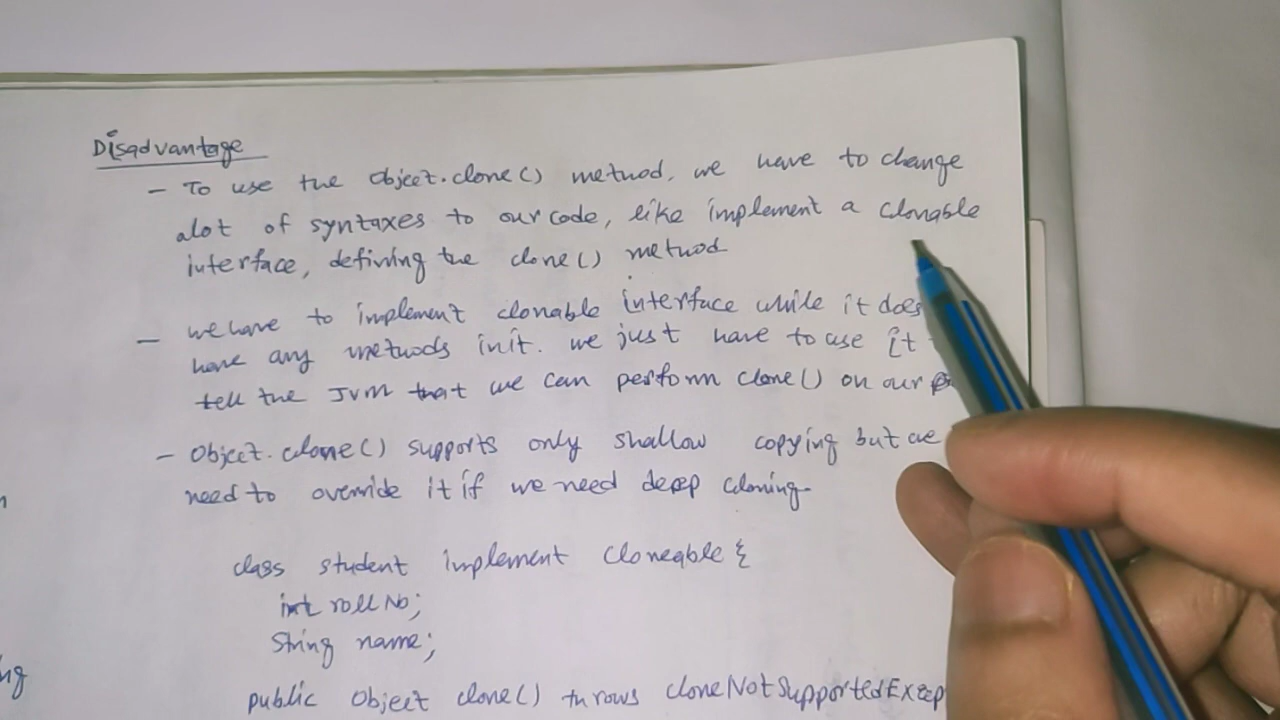 Disadvantage
- To use the Object.clone() method, we have to change
alot of syntaxes to our code, like implement a clonable
interface, defining the clone() method
- we have to implement clonable interface while it does
have any methods init. we just have to use it
tell the JVM that we can perform clone() on our
- Object.clone() supports only shallow copying but we
need to override it if we need deep cloning
class student implement Cloneable {
int roll No;
String name;
public Object clone() throws CloneNotSupportedExcep